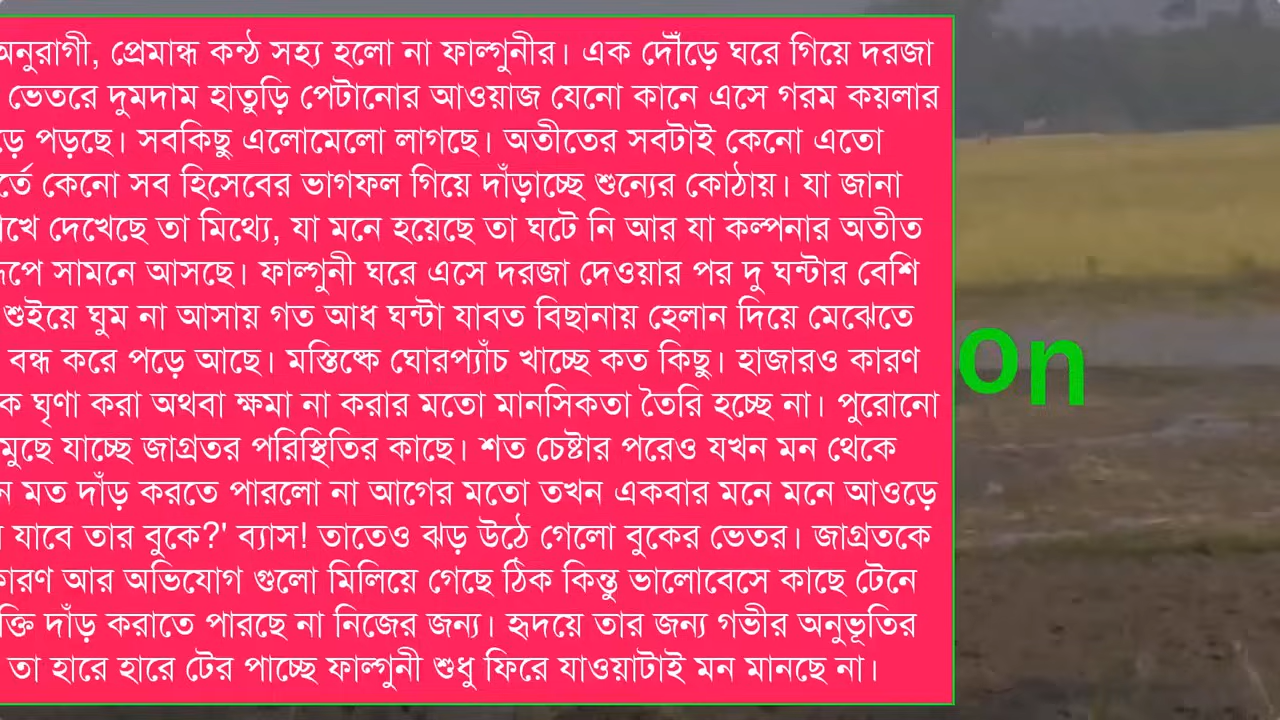 অনুরাগী, প্রেমান্ধ কন্ঠ সহ্য হলো না ফাল্গুনীর। এক দৌঁড়ে ঘরে গিয়ে দরজা
ভেতরে দুমদাম হাতুড়ি পেটানোর আওয়াজ যেনো কানে এসে গরম কয়লার
পড়ছে। সবকিছু এলোমেলো লাগছে। অতীতের সবটাই কেনো এতো
কেনো সব হিসেবের ভাগফল গিয়ে দাঁড়াচ্ছে শুন্যের কোঠায়। যা জানা
দেখেছে তা মিথ্যে, যা মনে হয়েছে তা ঘটে নি আর যা কল্পনার অতীত
সামনে আসছে। ফাল্গুনী ঘরে এসে দরজা দেওয়ার পর দু ঘন্টার বেশি
শুইয়ে ঘুম না আসায় গত আধ ঘন্টা যাবত বিছানায় হেলান দিয়ে মেঝেতে
বন্ধ করে পড়ে আছে। মস্তিষ্কে ঘোরপ্যাঁচ খাচ্ছে কত কিছু। হাজারও কারণ
ঘৃণা করা অথবা ক্ষমা না করার মতো মানসিকতা তৈরি হচ্ছে না। পুরোনো
মুছে যাচ্ছে জাগ্রতর পরিস্থিতির কাছে। শত চেষ্টার পরেও যখন মন থেকে
মত দাঁড় করতে পারলো না আগের মতো তখন একবার মনে মনে আওড়ে
যাবে তার বুকে?' ব্যাস! তাতেও ঝড় উঠে গেলো বুকের ভেতর। জাগ্রতকে
কারণ আর অভিযোগ গুলো মিলিয়ে গেছে ঠিক কিন্তু ভালোবেসে কাছে টেনে
দাঁড় করাতে পারছে না নিজের জন্য। হৃদয়ে তার জন্য গভীর অনুভূতির
তা হারে হারে টের পাচ্ছে ফাল্গুনী শুধু ফিরে যাওয়াটাই মন মানছে না।
on